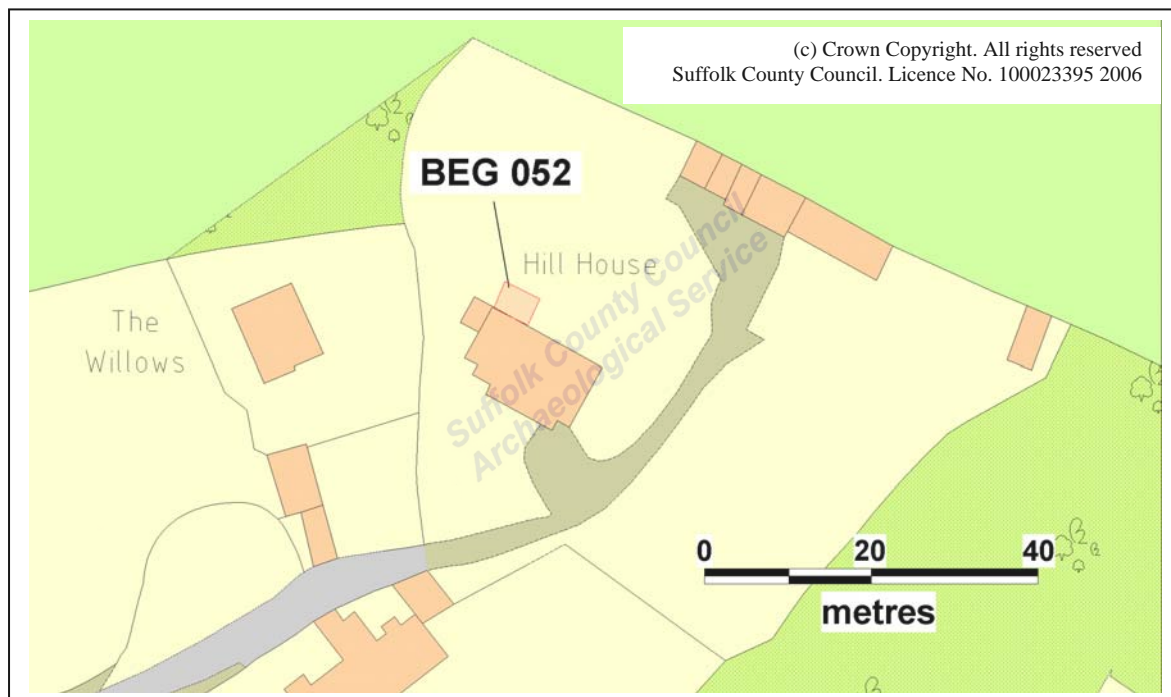 (c) Crown Copyright. All rights reserved
Suffolk County Council. Licence No. 100023395 2006
BEG 052
Hill House
The
Willows
Suffolk County Council
Archaeological Service
0 20 40
metres